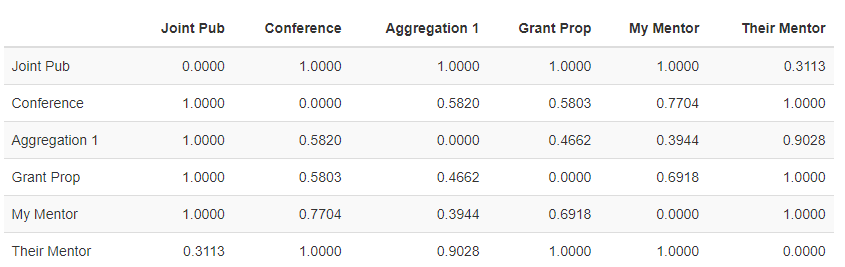 Joint Pub Conference Aggregation 1 Grant Prop My Mentor Their Mentor
Joint Pub 0.0000 1.0000 1.0000 1.0000 1.0000 0.3113
Conference 1.0000 0.0000 0.5820 0.5803 0.7704 1.0000
Aggregation 1 1.0000 0.5820 0.0000 0.4662 0.3944 0.9028
Grant Prop 1.0000 0.5803 0.4662 0.0000 0.6918 1.0000
My Mentor 1.0000 0.7704 0.3944 0.6918 0.0000 1.0000
Their Mentor 0.3113 1.0000 0.9028 1.0000 1.0000 0.0000